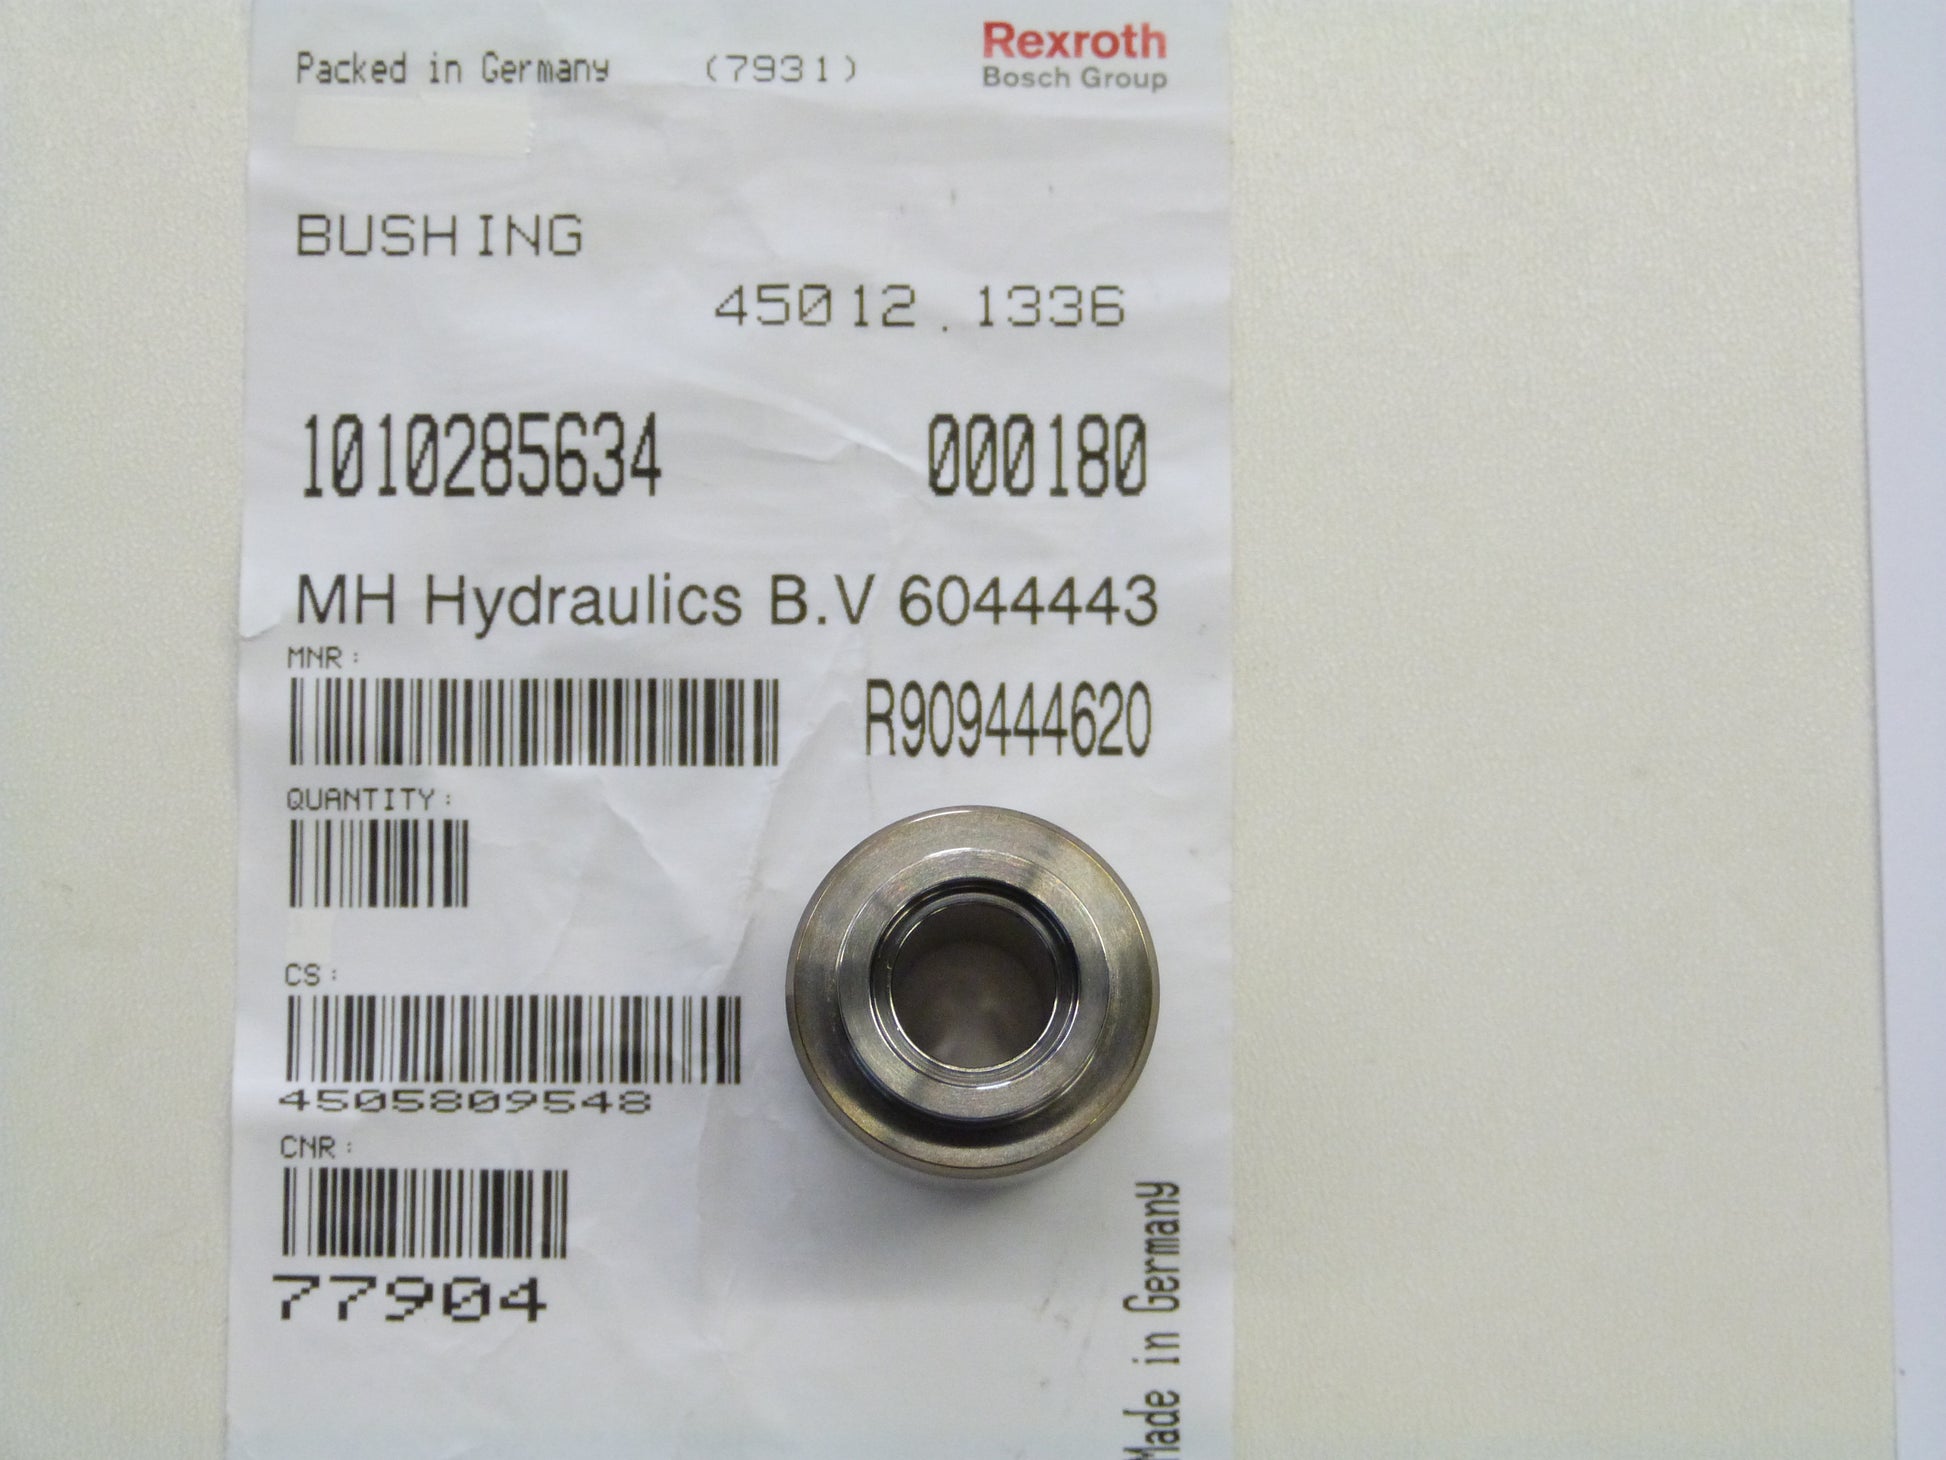 Packed in Germany (7931)
Rexroth
Bosch Group
BUSHING
45012.1336
1010285634 000180
MH Hydraulics B.V 6044443
MNR:
R909444620
QUANTITY:
CS:
4505809548
CNR:
77904
Made in Germany